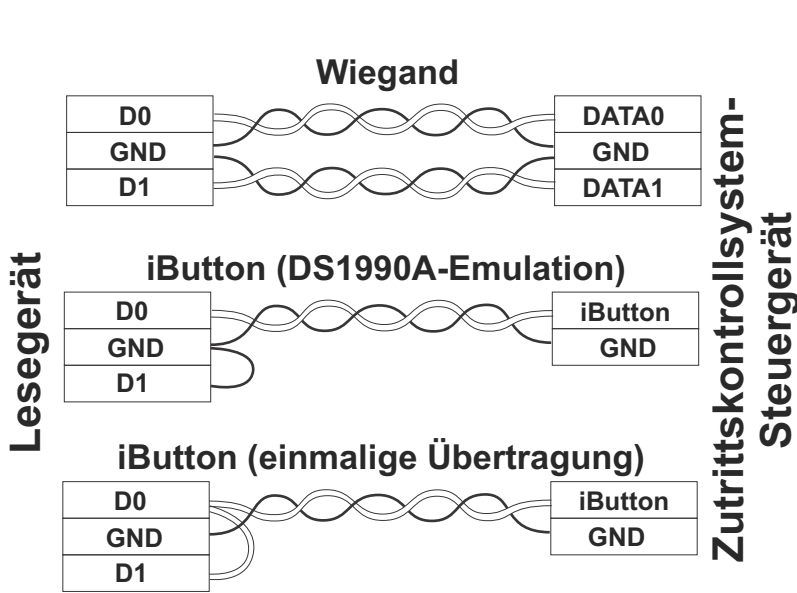 Wiegand
D0
GND
D1
DATA0
GND
DATA1
iButton (DS1990A-Emulation)
D0
GND
D1
iButton
GND
iButton (einmalige Übertragung)
D0
GND
D1
iButton
GND
Lesegerät
Zutrittskontrollsystem-
Steuergerät